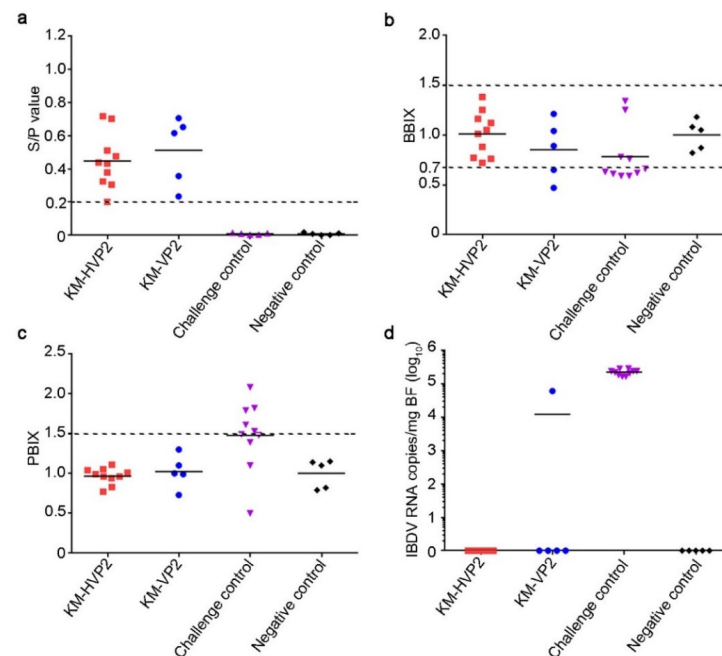 a
S/P value
1.2
1.0
0.8
0.6
0.4
0.2
0
KM-HVP2
KM-VP2
Challenge control
Negative control
b
BBIX
2.0
1.5
1.0
0.7
0.5
0
KM-HVP2
KM-VP2
Challenge control
Negative control
c
PBIX
2.5
2.0
1.5
1.0
0.5
0
KM-HVP2
KM-VP2
Challenge control
Negative control
d
IBDV RNA copies/mg BF (log10)
6
5
4
3
2
1
0
KM-HVP2
KM-VP2
Challenge control
Negative control